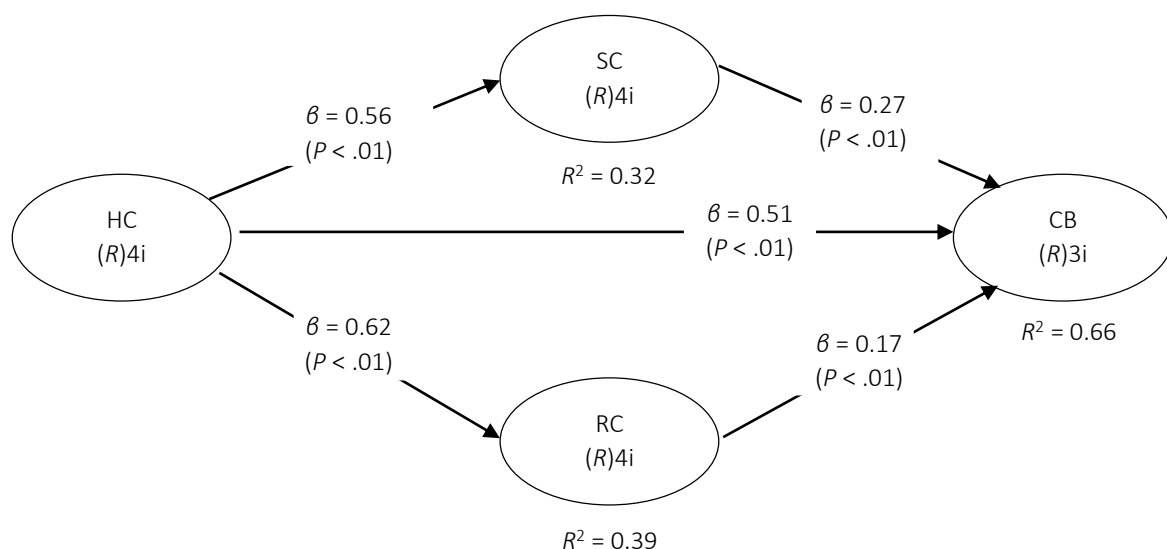 SC
(R)4i
β = 0.56
(P < .01)
β = 0.27
(P < .01)
R² = 0.32
HC
(R)4i
β = 0.51
(P < .01)
CB
(R)3i
β = 0.62
(P < .01)
R² = 0.66
β = 0.17
(P < .01)
RC
(R)4i
R² = 0.39